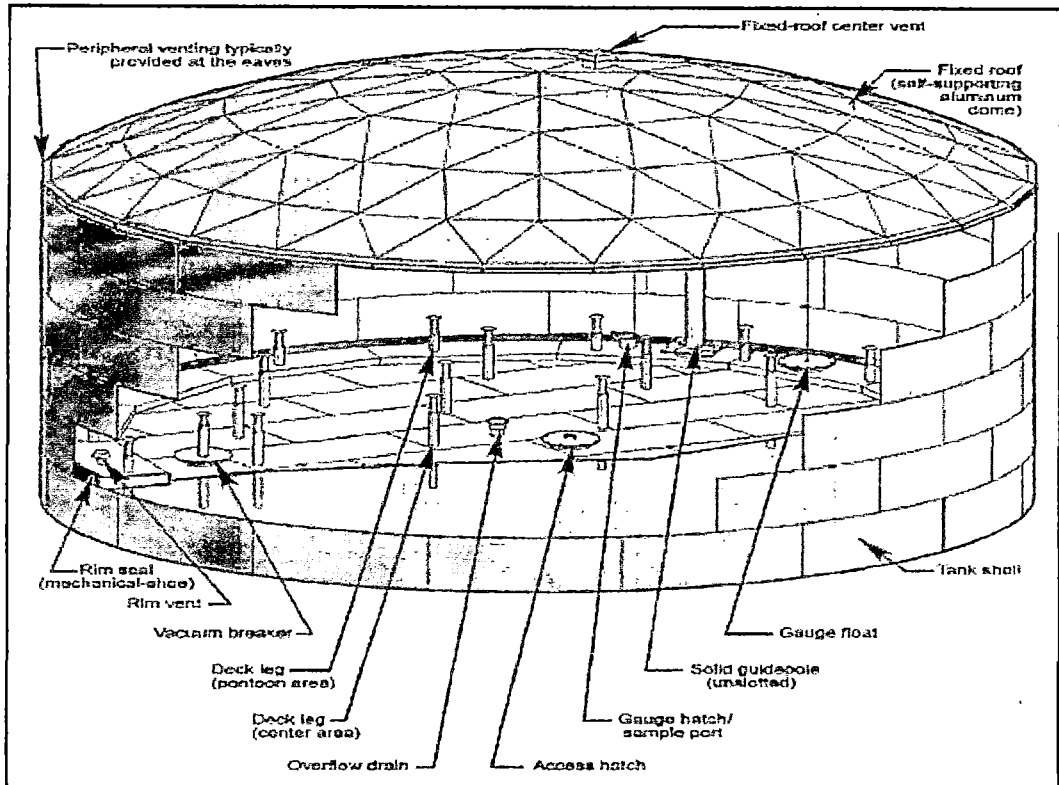 Fixed-roof center vent
Peripheral venting typically
provided at the eaves
Fixed roof
(self-supporting
aluminum
dome)
Rim seal
(mechanical-shoe)
Rim vent
Vacuum breaker
Deck leg
(pontoon area)
Deck leg
(center area)
Overflow drain
Access hatch
Gauge hatch/
sample port
Solid guidepole
(unslotted)
Gauge float
Tank shell